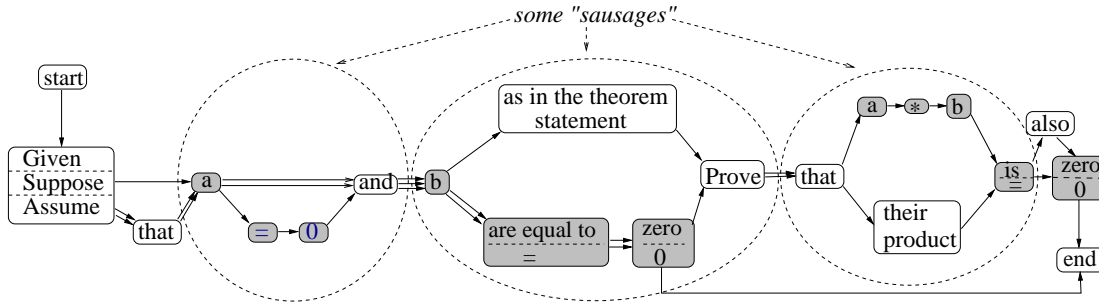 some "sausages"
start
Given
Suppose
Assume
that
a
= 0
and
b
as in the theorem
statement
are equal to
=
zero
0
Prove
that
a * b
their
product
is
=
also
zero
0
end